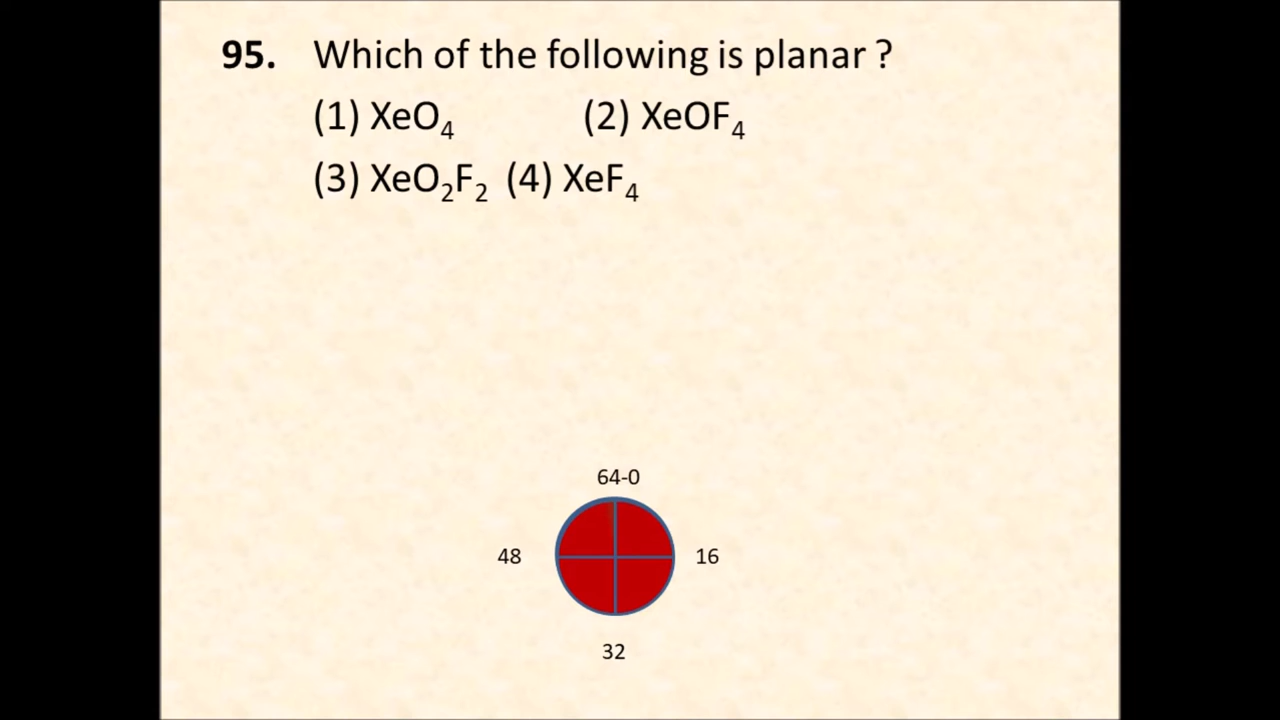 95. Which of the following is planar ?
(1) XeO₄ (2) XeOF₄
(3) XeO₂F₂ (4) XeF₄
64-0
48 16
32